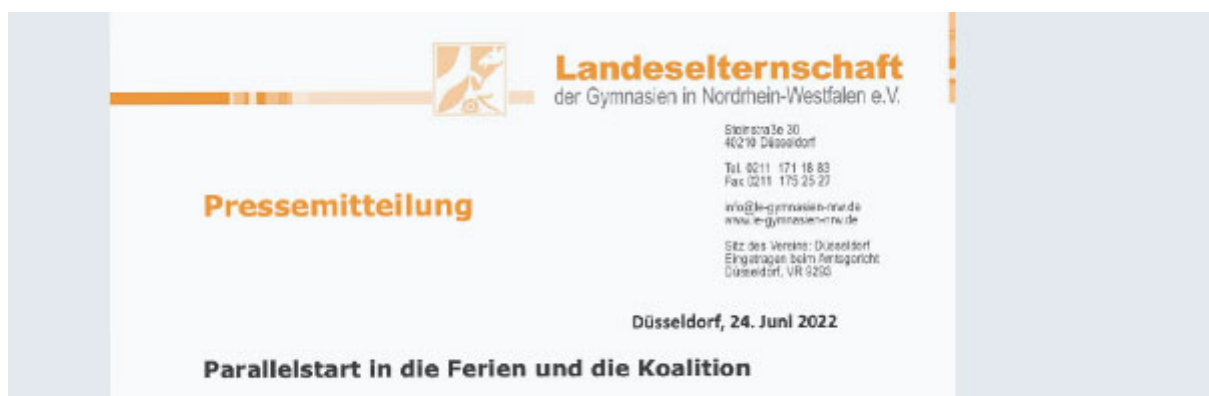 Landeselternschaft
der Gymnasien in Nordrhein-Westfalen e.V.
Steinstraße 30
40210 Düsseldorf
Tel. 0211 171 18 83
Fax 0211 175 25 27
info@le-gymnasien-nrw.de
www.le-gymnasien-nrw.de
Pressemitteilung
Sitz des Vereins: Düsseldorf
Eingetragen beim Amtsgericht
Düsseldorf, VR 9293
Düsseldorf, 24. Juni 2022
Parallelstart in die Ferien und die Koalition